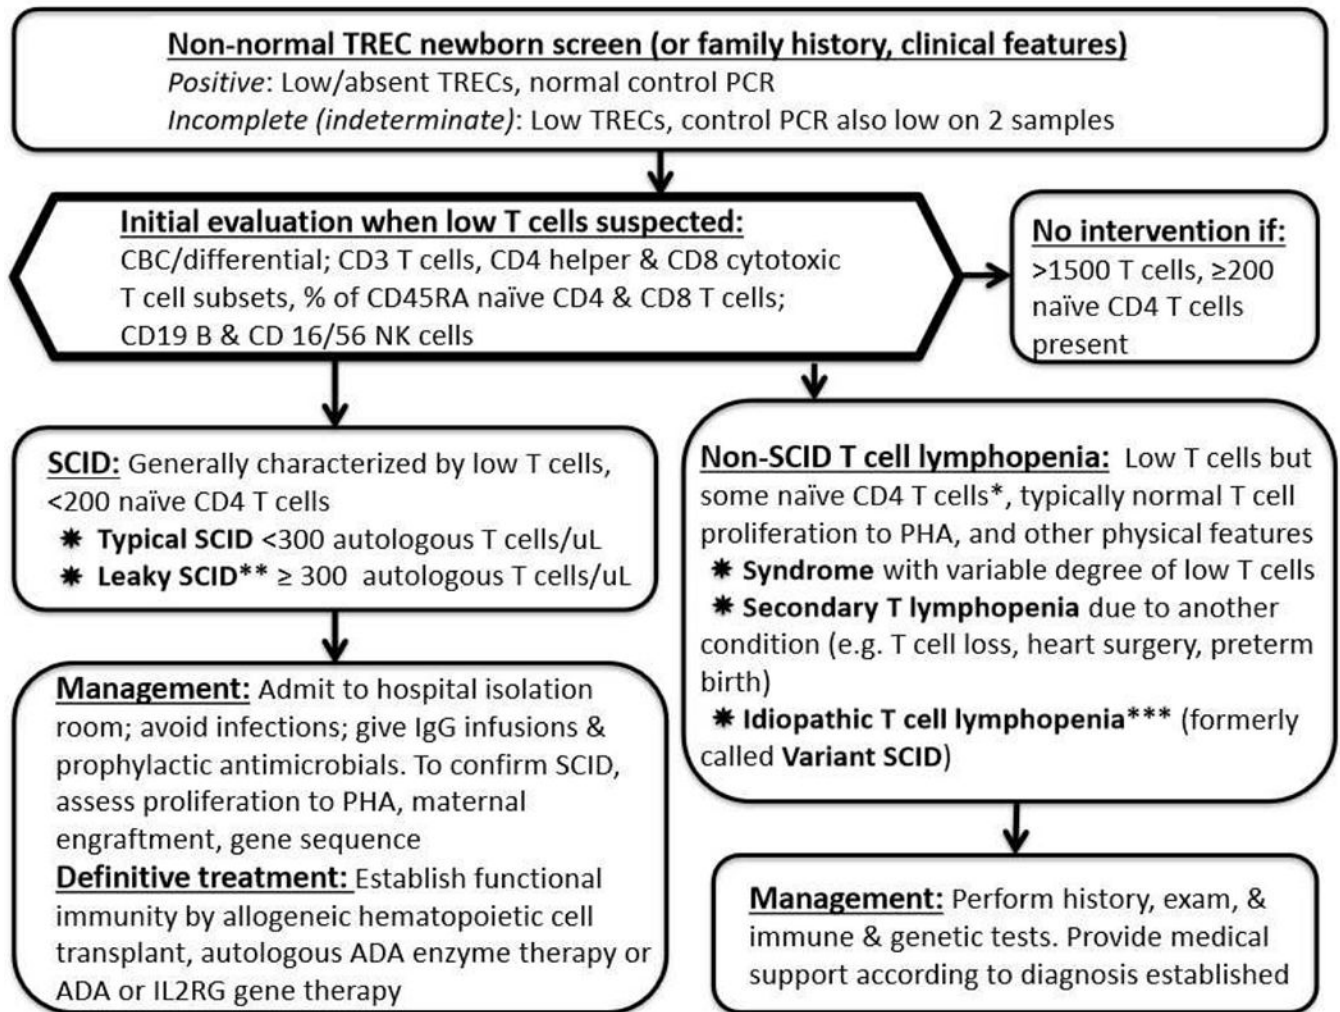 Non-normal TREC newborn screen (or family history, clinical features)
Positive: Low/absent TRECs, normal control PCR
Incomplete (indeterminate): Low TRECs, control PCR also low on 2 samples
Initial evaluation when low T cells suspected:
CBC/differential; CD3 T cells, CD4 helper & CD8 cytotoxic
T cell subsets, % of CD45RA naïve CD4 & CD8 T cells;
CD19 B & CD 16/56 NK cells
No intervention if:
>1500 T cells, ≥200
naïve CD4 T cells
present
SCID: Generally characterized by low T cells,
<200 naïve CD4 T cells
✷ Typical SCID <300 autologous T cells/uL
✷ Leaky SCID** ≥ 300 autologous T cells/uL
Non-SCID T cell lymphopenia: Low T cells but
some naïve CD4 T cells*, typically normal T cell
proliferation to PHA, and other physical features
✷ Syndrome with variable degree of low T cells
✷ Secondary T lymphopenia due to another
condition (e.g. T cell loss, heart surgery, preterm
birth)
✷ Idiopathic T cell lymphopenia*** (formerly
called Variant SCID)
Management: Admit to hospital isolation
room; avoid infections; give IgG infusions &
prophylactic antimicrobials. To confirm SCID,
assess proliferation to PHA, maternal
engraftment, gene sequence
Definitive treatment: Establish functional
immunity by allogeneic hematopoietic cell
transplant, autologous ADA enzyme therapy or
ADA or IL2RG gene therapy
Management: Perform history, exam, &
immune & genetic tests. Provide medical
support according to diagnosis established